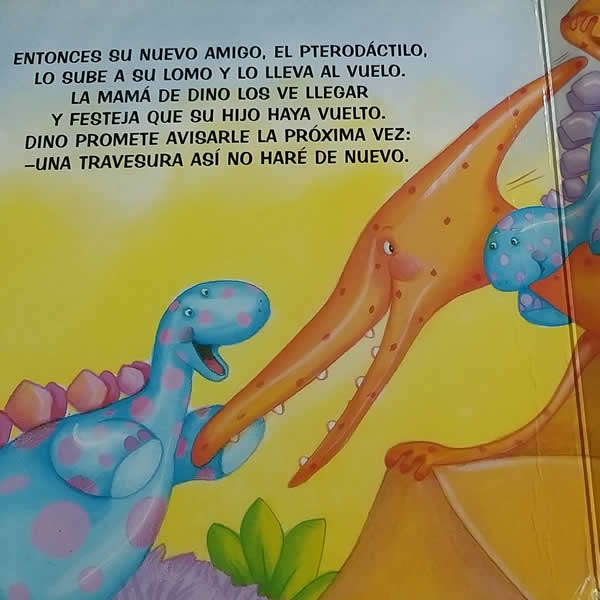 ENTONCES SU NUEVO AMIGO, EL PTERODÁCTILO,
LO SUBE A SU LOMO Y LO LLEVA AL VUELO.
LA MAMÁ DE DINO LOS VE LLEGAR
Y FESTEJA QUE SU HIJO HAYA VUELTO.
DINO PROMETE AVISARLE LA PRÓXIMA VEZ:
–UNA TRAVESURA ASÍ NO HARÉ DE NUEVO.